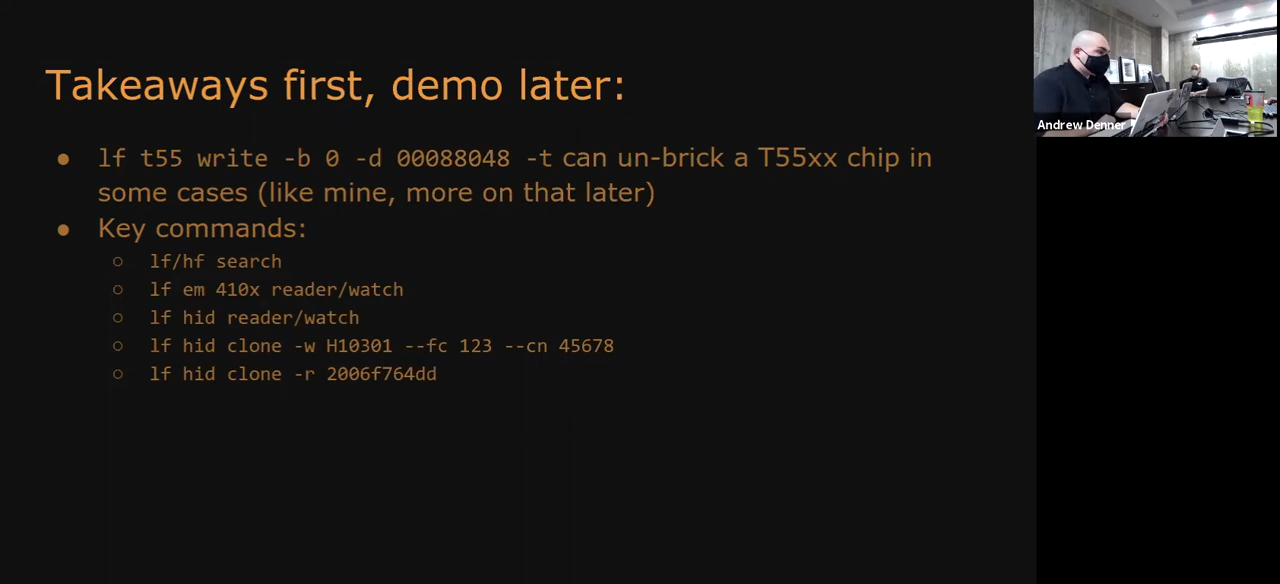 Takeaways first, demo later:
● lf t55 write -b 0 -d 00088048 -t can un-brick a T55xx chip in
some cases (like mine, more on that later)
● Key commands:
○ lf/hf search
○ lf em 410x reader/watch
○ lf hid reader/watch
○ lf hid clone -w H10301 --fc 123 --cn 45678
○ lf hid clone -r 2006f764dd
Andrew Denner